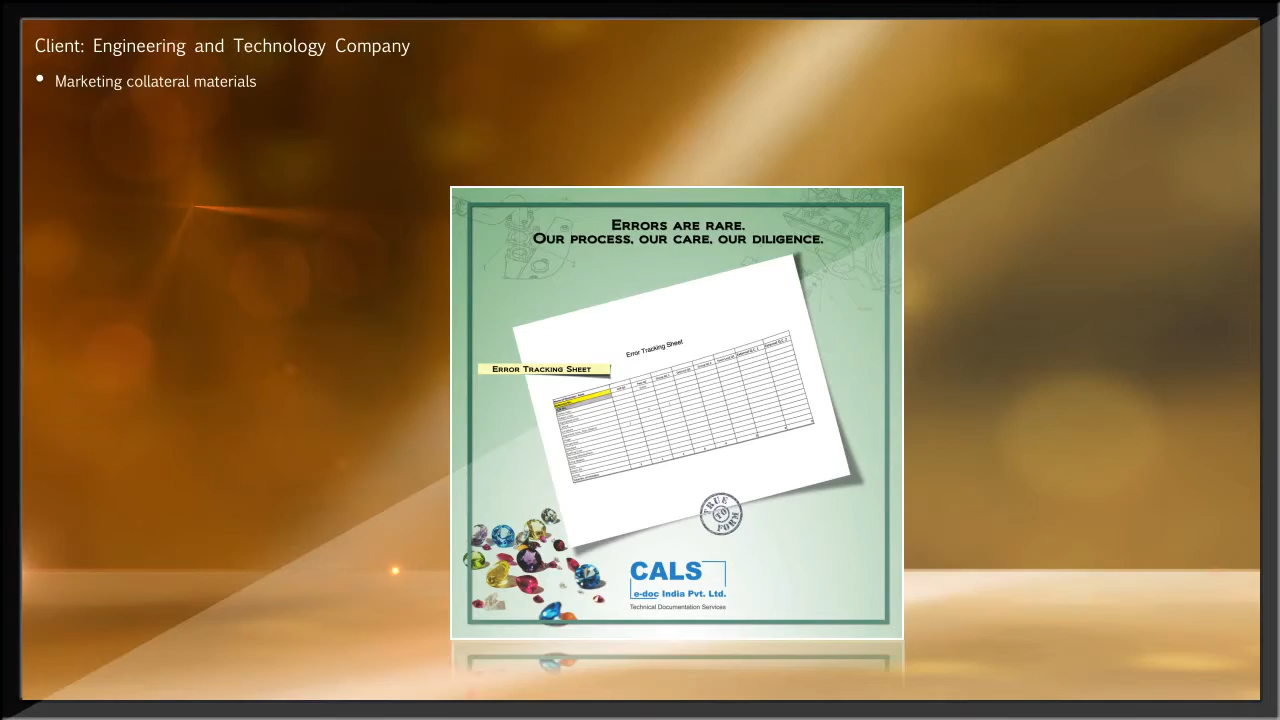 Client: Engineering and Technology Company
• Marketing collateral materials
ERRORS ARE RARE.
OUR PROCESS, OUR CARE, OUR DILIGENCE.
Error Tracking Sheet
ERROR TRACKING SHEET
TRUE
TO
FORM
CALS
e-doc India Pvt. Ltd.
Technical Documentation Services